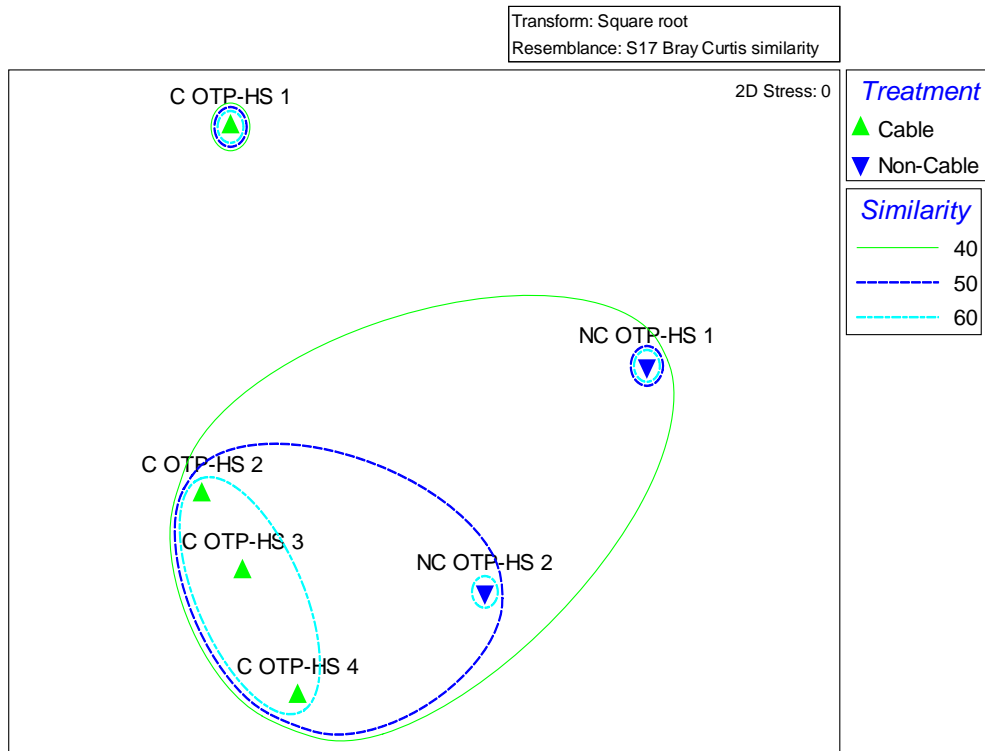 Transform: Square root
Resemblance: S17 Bray Curtis similarity
2D Stress: 0
C OTP-HS 1
NC OTP-HS 1
C OTP-HS 2
C OTP-HS 3
NC OTP-HS 2
C OTP-HS 4
Treatment
Cable
Non-Cable
Similarity
40
50
60